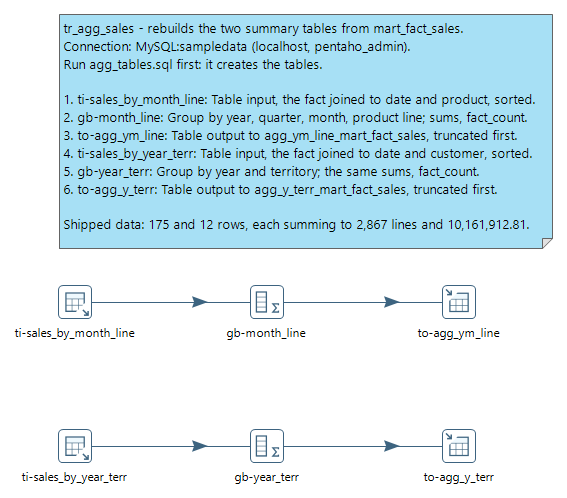 tr_agg_sales - rebuilds the two summary tables from mart_fact_sales.
Connection: MySQL:sampledata (localhost, pentaho_admin).
Run agg_tables.sql first: it creates the tables.
1. ti-sales_by_month_line: Table input, the fact joined to date and product, sorted.
2. gb-month_line: Group by year, quarter, month, product line; sums, fact_count.
3. to-agg_ym_line: Table output to agg_ym_line_mart_fact_sales, truncated first.
4. ti-sales_by_year_terr: Table input, the fact joined to date and customer, sorted.
5. gb-year_terr: Group by year and territory; the same sums, fact_count.
6. to-agg_y_terr: Table output to agg_y_terr_mart_fact_sales, truncated first.
Shipped data: 175 and 12 rows, each summing to 2,867 lines and 10,161,912.81.
ti-sales_by_month_line gb-month_line to-agg_ym_line
ti-sales_by_year_terr gb-year_terr to-agg_y_terr